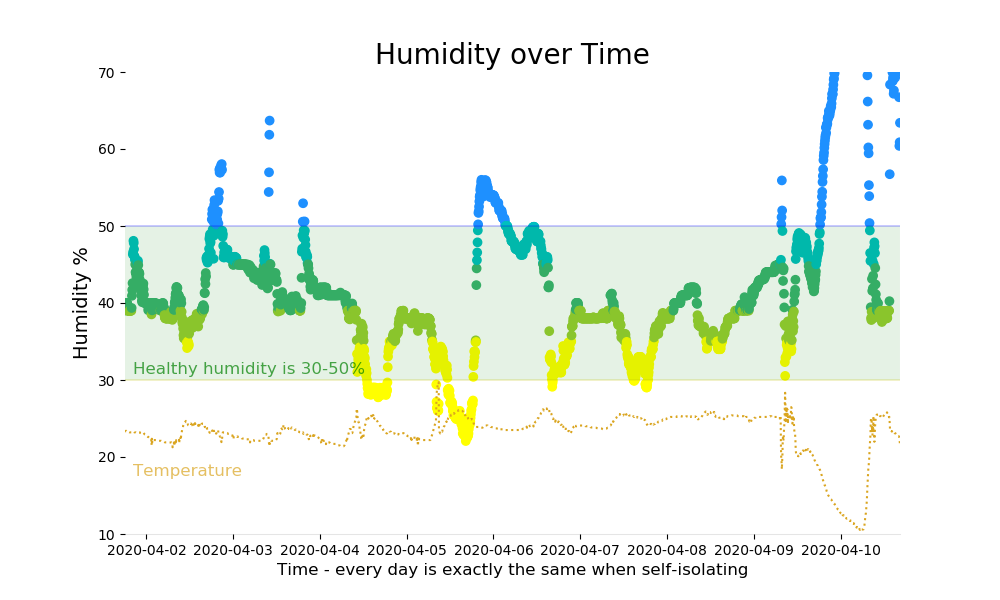 Humidity over Time
70
60
50
40
30
20
10
Humidity %
Healthy humidity is 30-50%
Temperature
2020-04-02 2020-04-03 2020-04-04 2020-04-05 2020-04-06 2020-04-07 2020-04-08 2020-04-09 2020-04-10
Time - every day is exactly the same when self-isolating